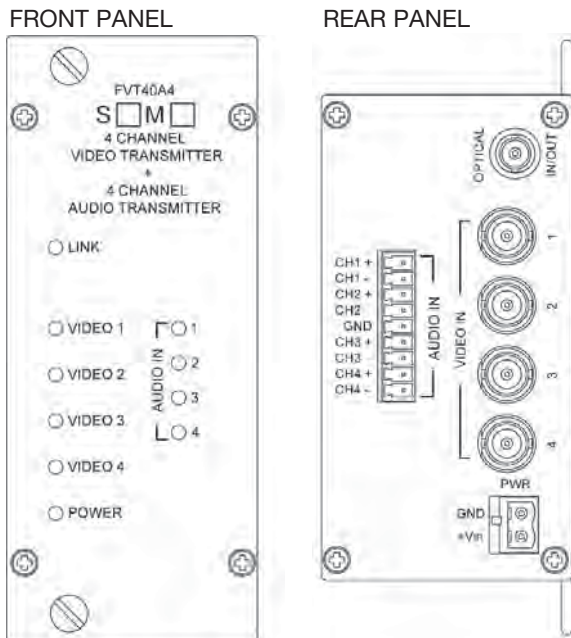 FRONT PANEL
FVT40A4
S M
4 CHANNEL
VIDEO TRANSMITTER
+
4 CHANNEL
AUDIO TRANSMITTER
LINK
VIDEO 1
VIDEO 2
VIDEO 3
VIDEO 4
POWER
AUDIO IN
1
2
3
4
REAR PANEL
OPTICAL
IN/OUT
CH1 +
CH1 -
CH2 +
CH2
GND
CH3 +
CH3
CH4 +
CH4 -
AUDIO IN
VIDEO IN
1
2
3
4
PWR
GND
+Vin